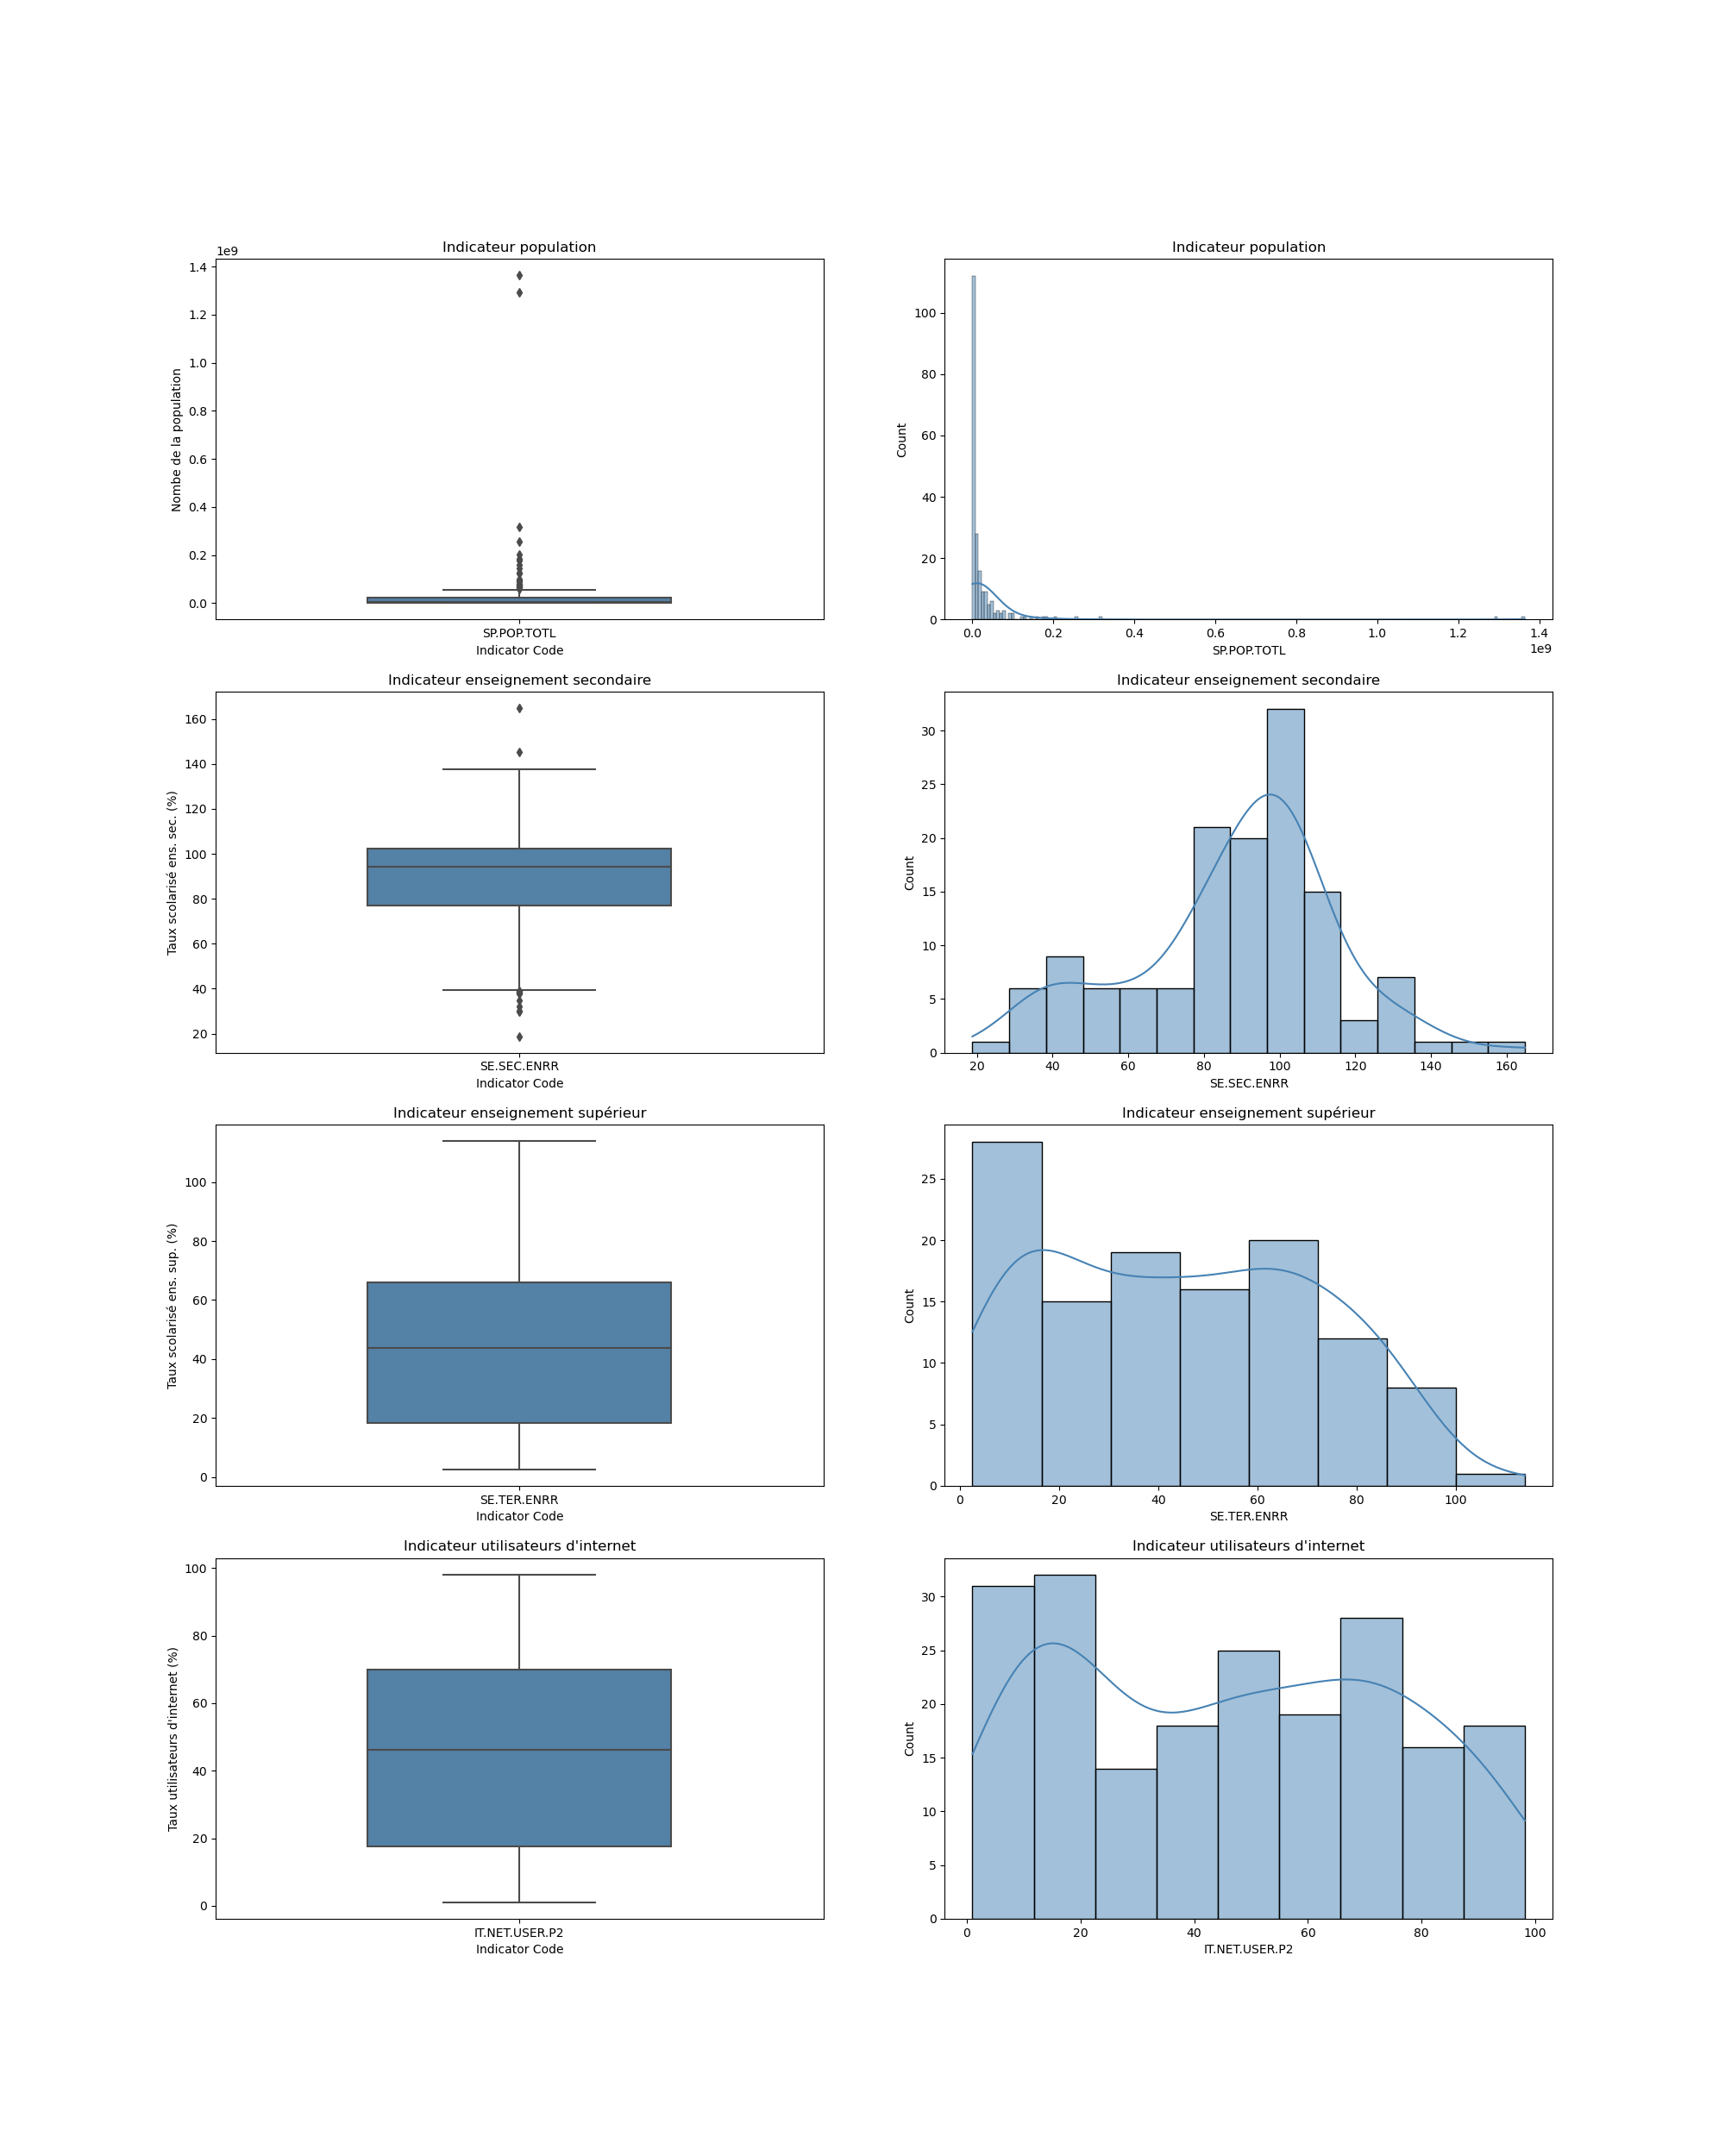 Indicateur population
1e9
1.4
1.2
1.0
0.8
0.6
0.4
0.2
0.0
Nombe de la population
SP.POP.TOTL
Indicator Code
Indicateur population
100
80
60
40
20
0
Count
0.0 0.2 0.4 0.6 0.8 1.0 1.2 1.4
1e9
SP.POP.TOTL
Indicateur enseignement secondaire
160
140
120
100
80
60
40
20
Taux scolarisé ens. sec. (%)
SE.SEC.ENRR
Indicator Code
Indicateur enseignement secondaire
30
25
20
15
10
5
0
Count
20 40 60 80 100 120 140 160
SE.SEC.ENRR
Indicateur enseignement supérieur
100
80
60
40
20
0
Taux scolarisé ens. sup. (%)
SE.TER.ENRR
Indicator Code
Indicateur enseignement supérieur
25
20
15
10
5
0
Count
0 20 40 60 80 100
SE.TER.ENRR
Indicateur utilisateurs d'internet
100
80
60
40
20
0
Taux utilisateurs d'internet (%)
IT.NET.USER.P2
Indicator Code
Indicateur utilisateurs d'internet
30
25
20
15
10
5
0
Count
0 20 40 60 80 100
IT.NET.USER.P2